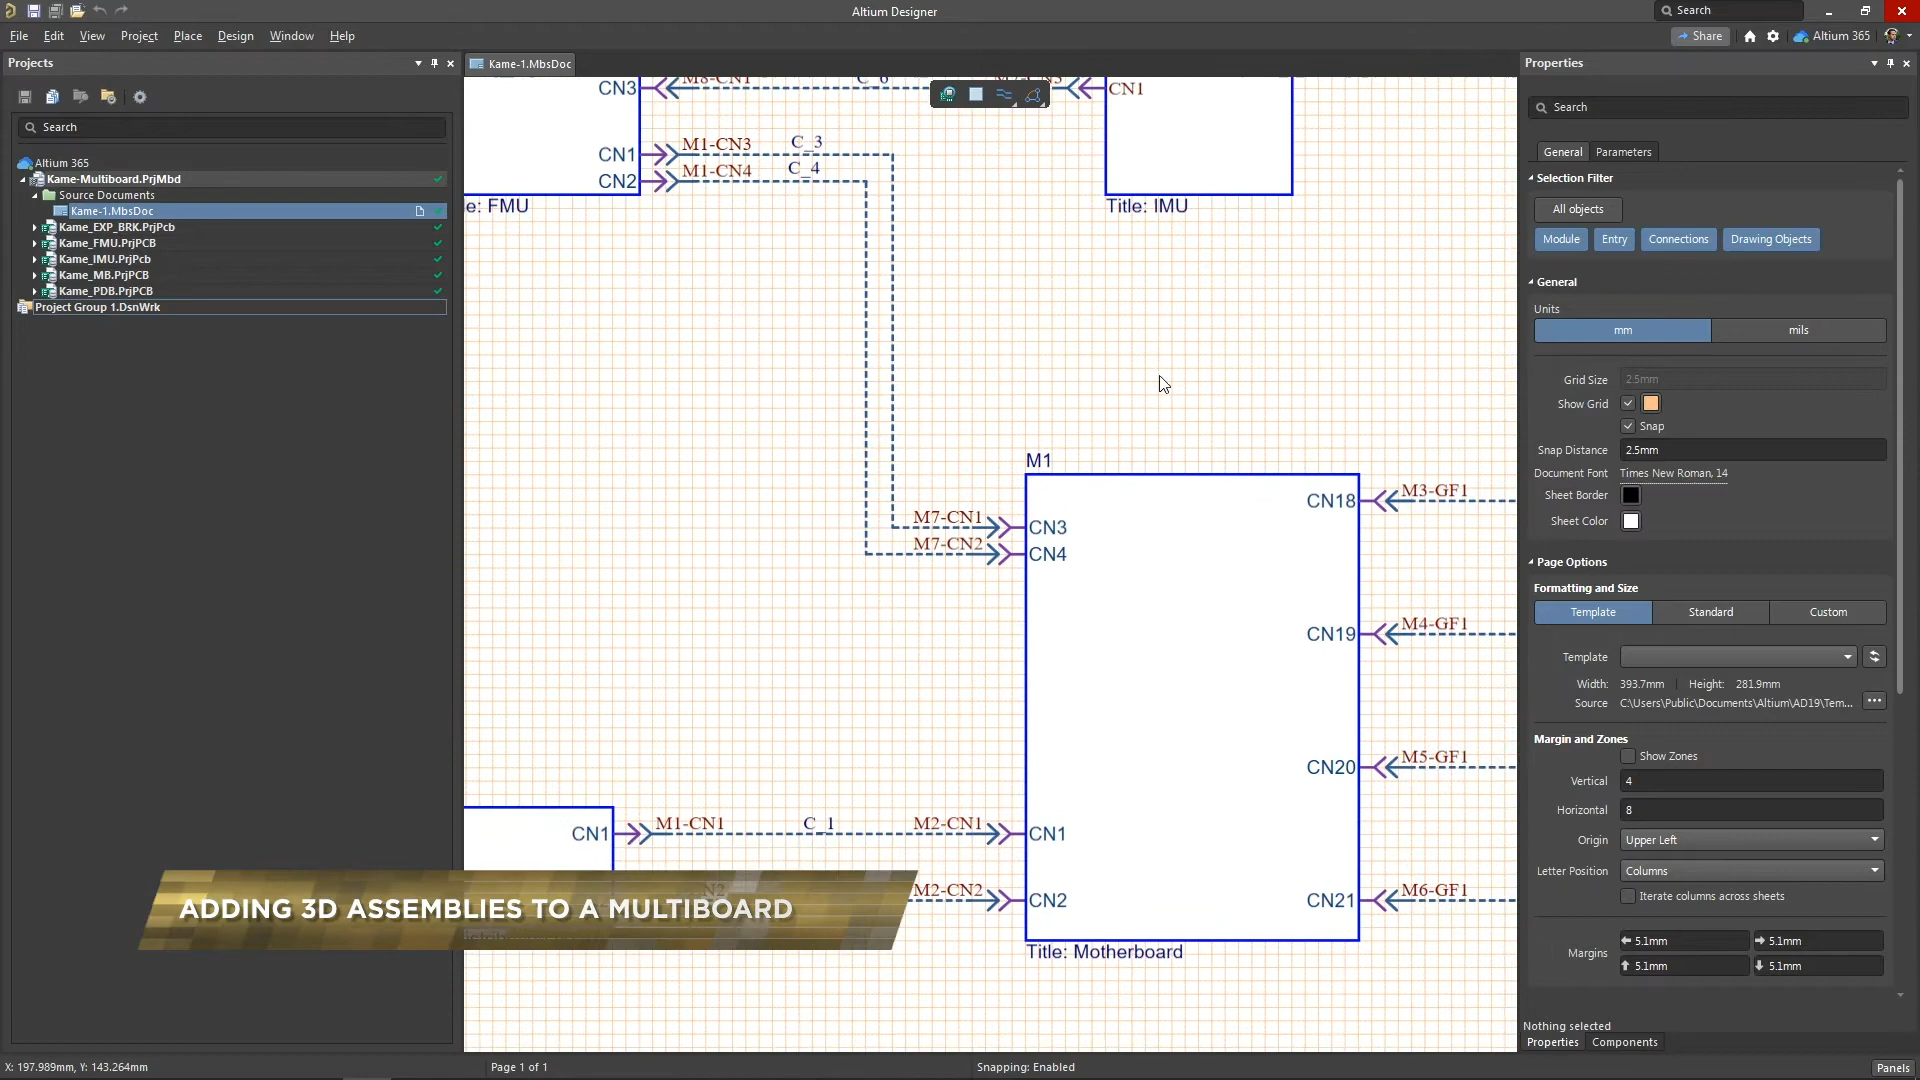 Altium Designer
Search
File Edit View Project Place Design Window Help
Share
Altium 365
Projects
Search
Altium 365
Kame-Multiboard.PrjMbd
Source Documents
Kame-1.MbsDoc
Kame_EXP_BRK.PrjPcb
Kame_FMU.PrjPCB
Kame_IMU.PrjPcb
Kame_MB.PrjPCB
Kame_PDB.PrjPCB
Project Group 1.DsnWrk
Kame-1.MbsDoc
CN3
CN1
CN1 M1-CN3 C_3
CN2 M1-CN4 C_4
e: FMU
Title: IMU
M1
M7-CN1 CN3
M7-CN2 CN4
CN18 M3-GF1
CN19 M4-GF1
CN20 M5-GF1
CN1 M1-CN1 C_1 M2-CN1 CN1
M2-CN2 CN2
CN21 M6-GF1
Title: Motherboard
ADDING 3D ASSEMBLIES TO A MULTIBOARD
Properties
Search
General Parameters
Selection Filter
All objects
Module Entry Connections Drawing Objects
General
Units
mm mils
Grid Size 2.5mm
Show Grid
Snap
Snap Distance 2.5mm
Document Font Times New Roman, 14
Sheet Border
Sheet Color
Page Options
Formatting and Size
Template Standard Custom
Template
Width: 393.7mm Height: 281.9mm
Source C:\Users\Public\Documents\Altium\AD19\Tem...
Margin and Zones
Show Zones
Vertical 4
Horizontal 8
Origin Upper Left
Letter Position Columns
Iterate columns across sheets
Margins
5.1mm 5.1mm
5.1mm 5.1mm
Nothing selected
Properties Components
X: 197.989mm, Y: 143.264mm
Page 1 of 1
Snapping: Enabled
Panels